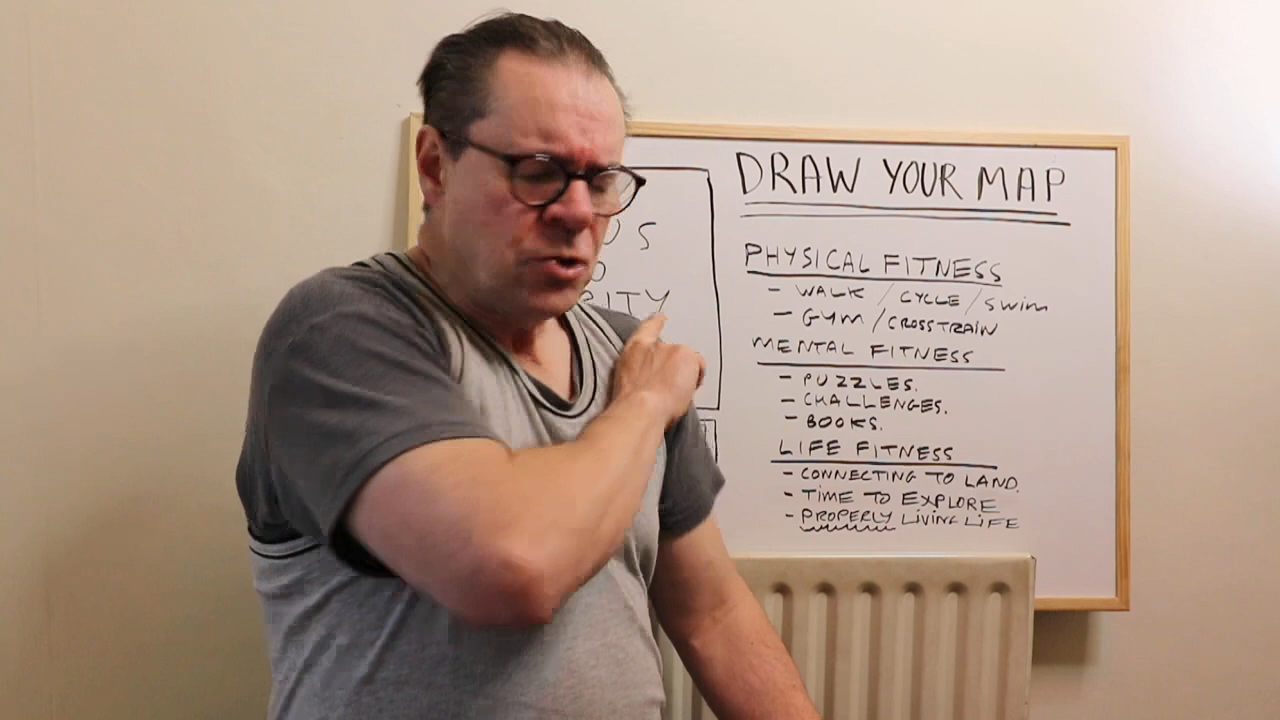 DRAW YOUR MAP
PHYSICAL FITNESS
- WALK / CYCLE / SWIM
- GYM / CROSSTRAIN
MENTAL FITNESS
- PUZZLES.
- CHALLENGES.
- BOOKS.
LIFE FITNESS
- CONNECTING TO LAND.
- TIME TO EXPLORE
- PROPERLY LIVING LIFE